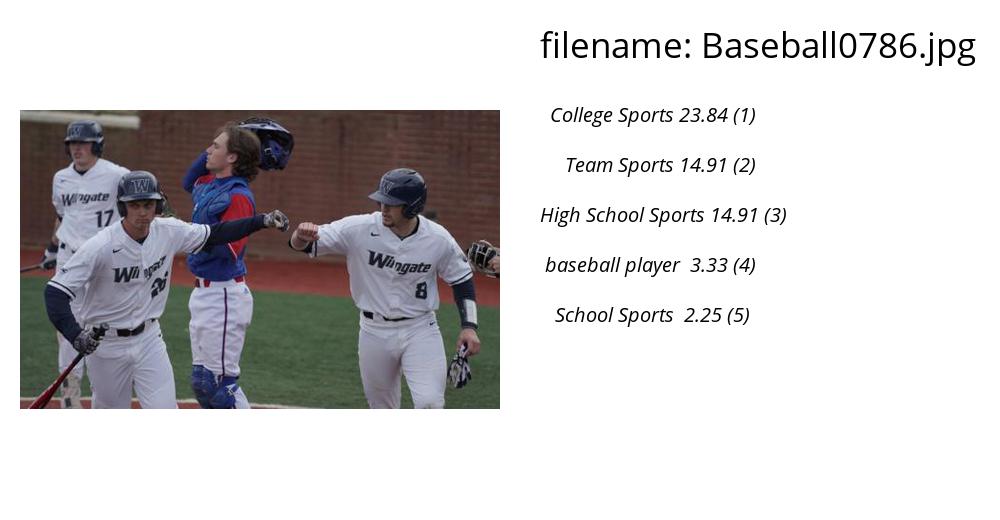 filename: Baseball0786.jpg
College Sports 23.84 (1)
Team Sports 14.91 (2)
High School Sports 14.91 (3)
baseball player 3.33 (4)
School Sports 2.25 (5)
W
Wingate
17
W
Wingate
26
Wingate
8